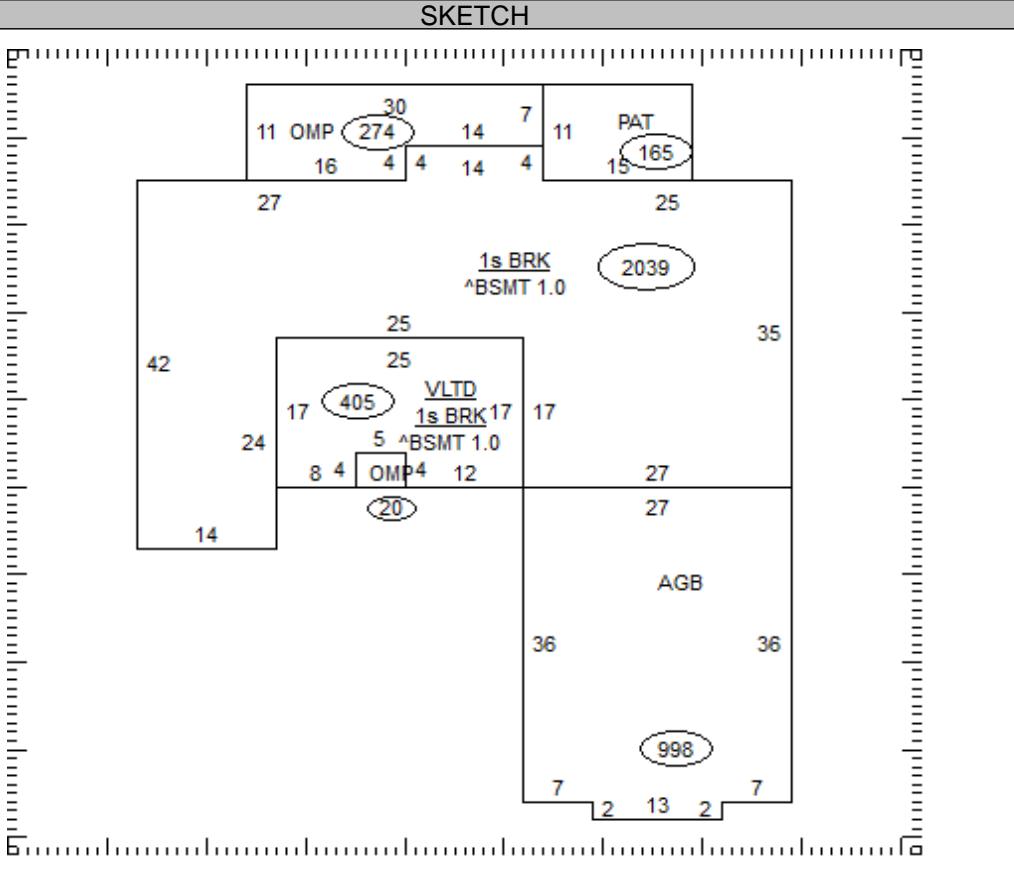 SKETCH
30
7
11 OMP 274 14 11 PAT
165
16 4 4 14 4 15
27 25
1s BRK 2039
^BSMT 1.0
25
35
42 25
VLTD
405
17 1s BRK 17 17
24 5 ^BSMT 1.0
8 4 OMP 4 12 27
20 27
14
AGB
36 36
998
7 7
2 13 2